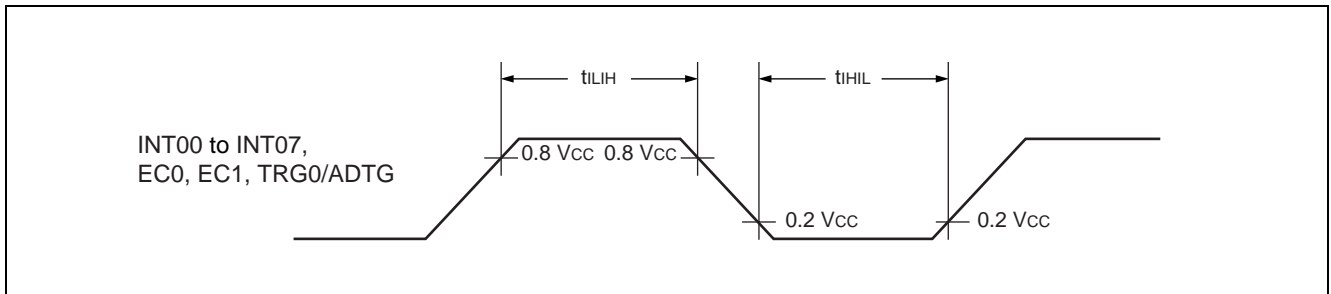 tILIH
tIHIL
INT00 to INT07,
EC0, EC1, TRG0/ADTG
0.8 VCC 0.8 VCC
0.2 VCC
0.2 VCC